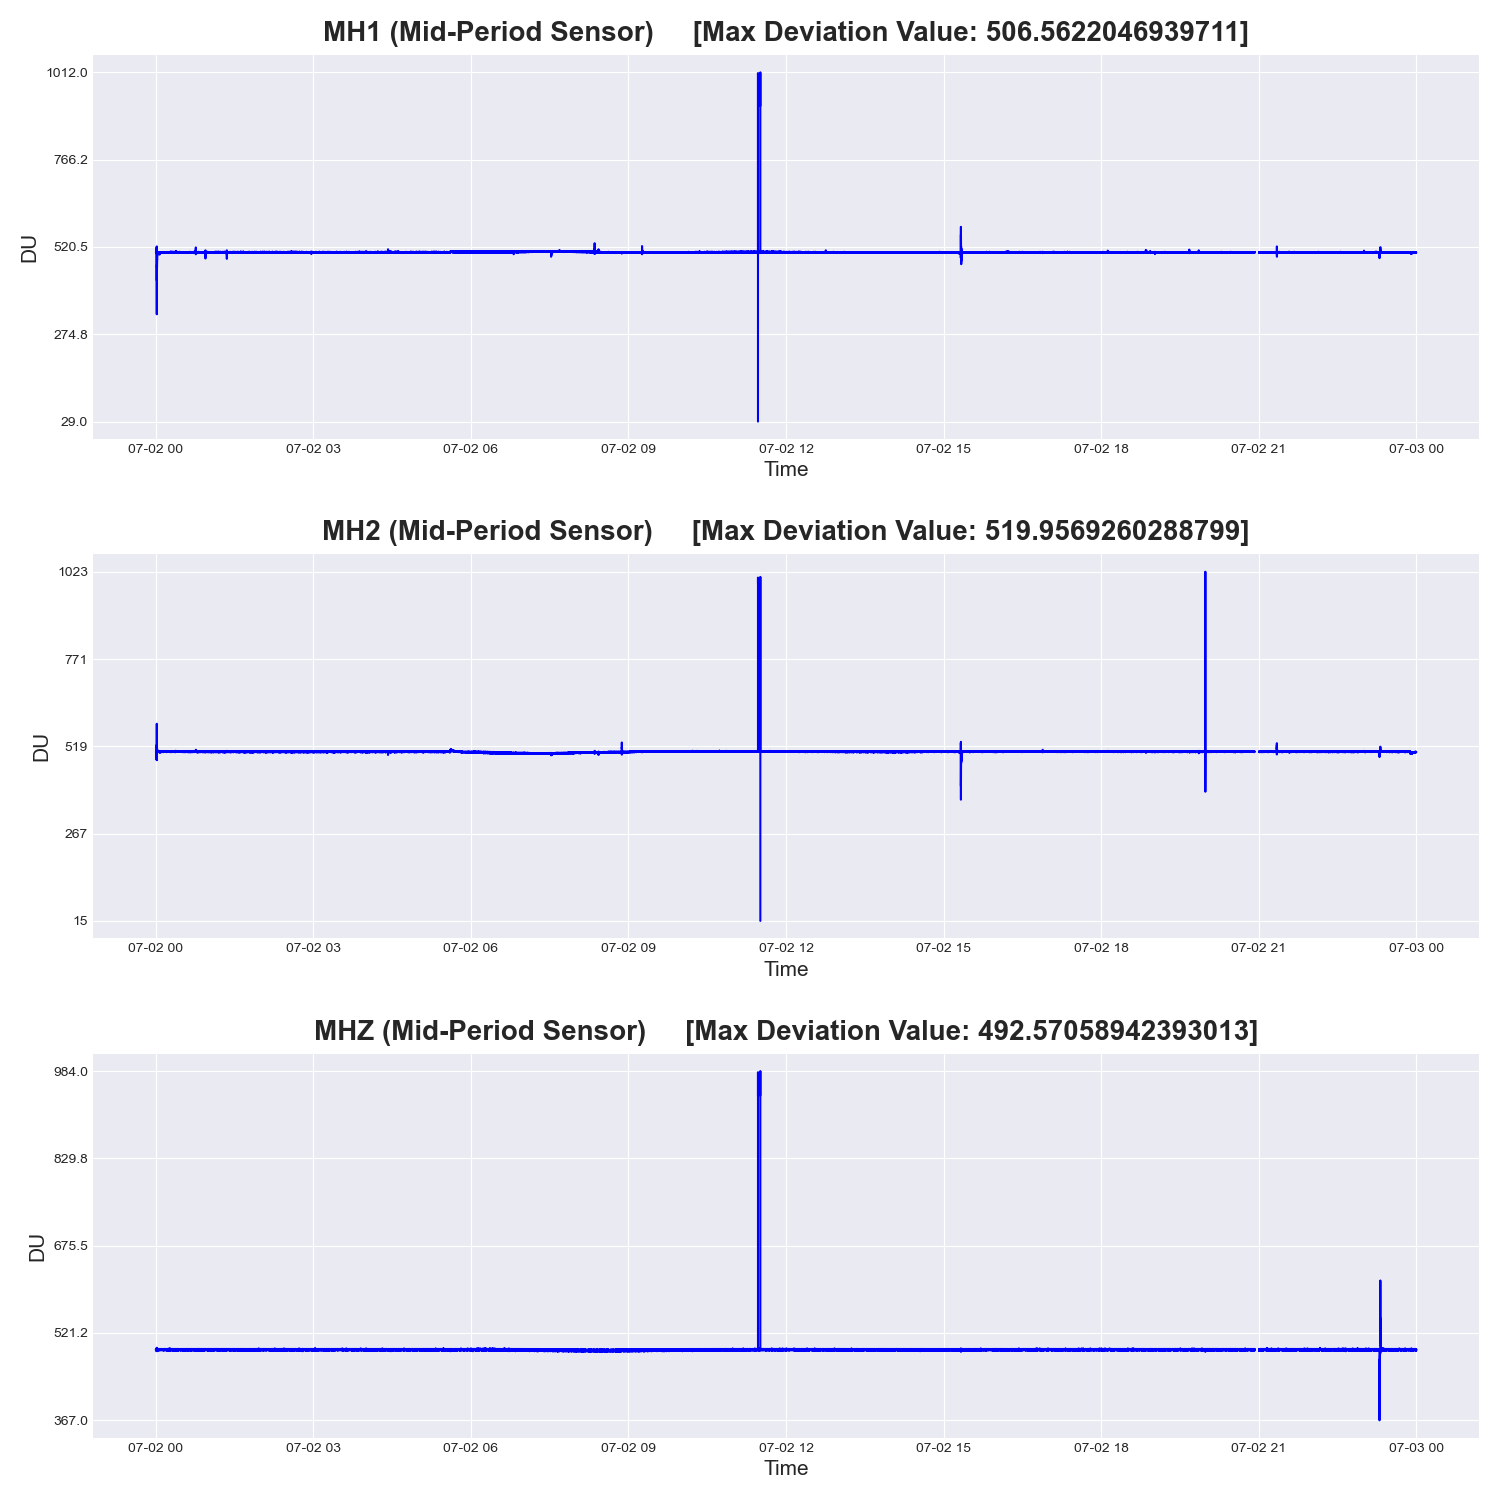 MH1 (Mid-Period Sensor) [Max Deviation Value: 506.5622046939711]
1012.0
766.2
520.5
274.8
29.0
DU
07-02 00 07-02 03 07-02 06 07-02 09 07-02 12 07-02 15 07-02 18 07-02 21 07-03 00
Time
MH2 (Mid-Period Sensor) [Max Deviation Value: 519.9569260288799]
1023
771
519
267
15
DU
07-02 00 07-02 03 07-02 06 07-02 09 07-02 12 07-02 15 07-02 18 07-02 21 07-03 00
Time
MHZ (Mid-Period Sensor) [Max Deviation Value: 492.57058942393013]
984.0
829.8
675.5
521.2
367.0
DU
07-02 00 07-02 03 07-02 06 07-02 09 07-02 12 07-02 15 07-02 18 07-02 21 07-03 00
Time